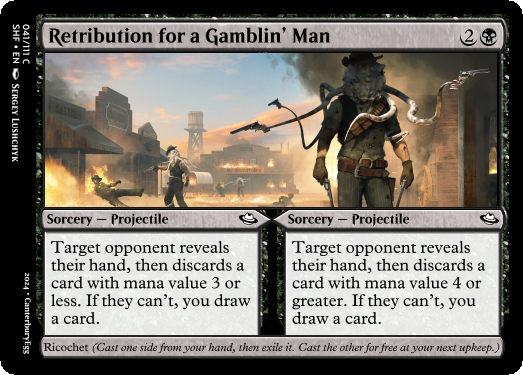 Retribution for a Gamblin' Man 2
Sorcery — Projectile
Target opponent reveals
their hand, then discards a
card with mana value 3 or
less. If they can't, you draw
a card.
Sorcery — Projectile
Target opponent reveals
their hand, then discards a
card with mana value 4 or
greater. If they can't, you
draw a card.
Ricochet (Cast one side from your hand, then exile it. Cast the other for free at your next upkeep.)
041/111 C
SHF • EN Sergey Lushchyk
2024 • CanterburyEgg